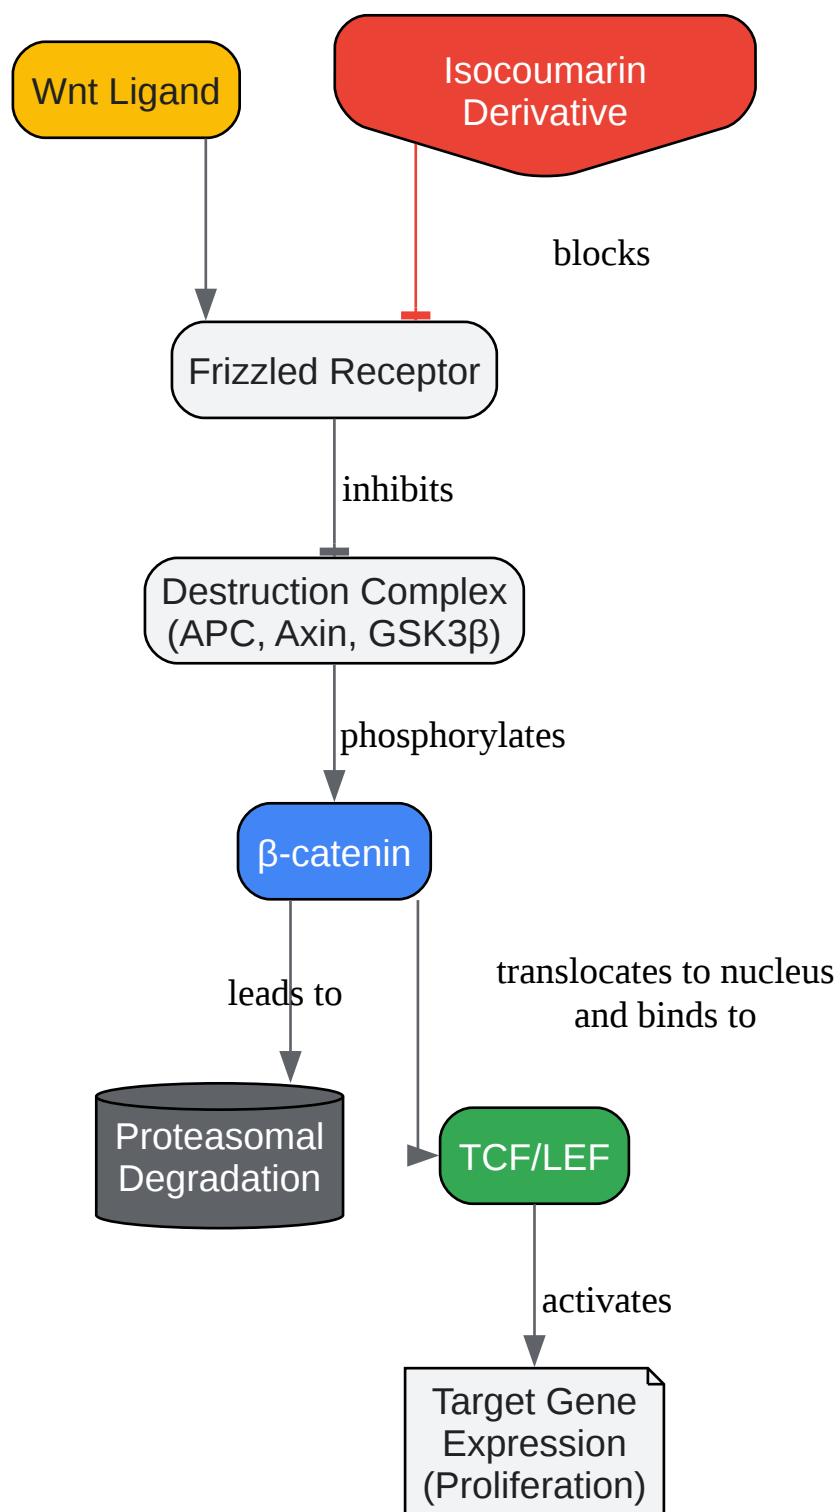 Wnt Ligand
Isocoumarin
Derivative
blocks
Frizzled Receptor
inhibits
Destruction Complex
(APC, Axin, GSK3β)
phosphorylates
β-catenin
leads to
translocates to nucleus
and binds to
Proteasomal
Degradation
TCF/LEF
activates
Target Gene
Expression
(Proliferation)